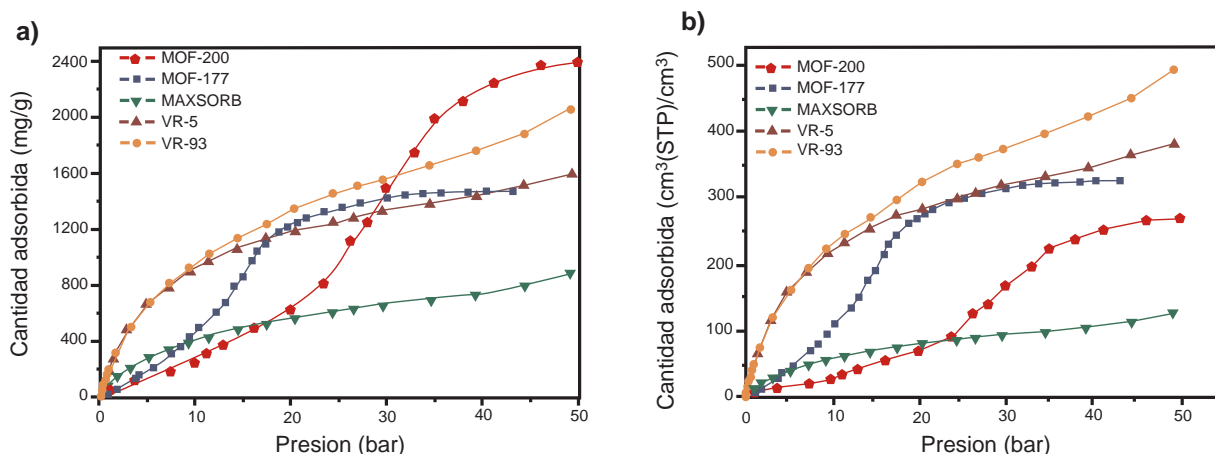 a)
Cantidad adsorbida (mg/g)
2400
2000
1600
1200
800
400
0
MOF-200
MOF-177
MAXSORB
VR-5
VR-93
0 10 20 30 40 50
Presion (bar)
b)
Cantidad adsorbida (cm³(STP)/cm³)
500
400
300
200
100
0
MOF-200
MOF-177
MAXSORB
VR-5
VR-93
0 10 20 30 40 50
Presion (bar)